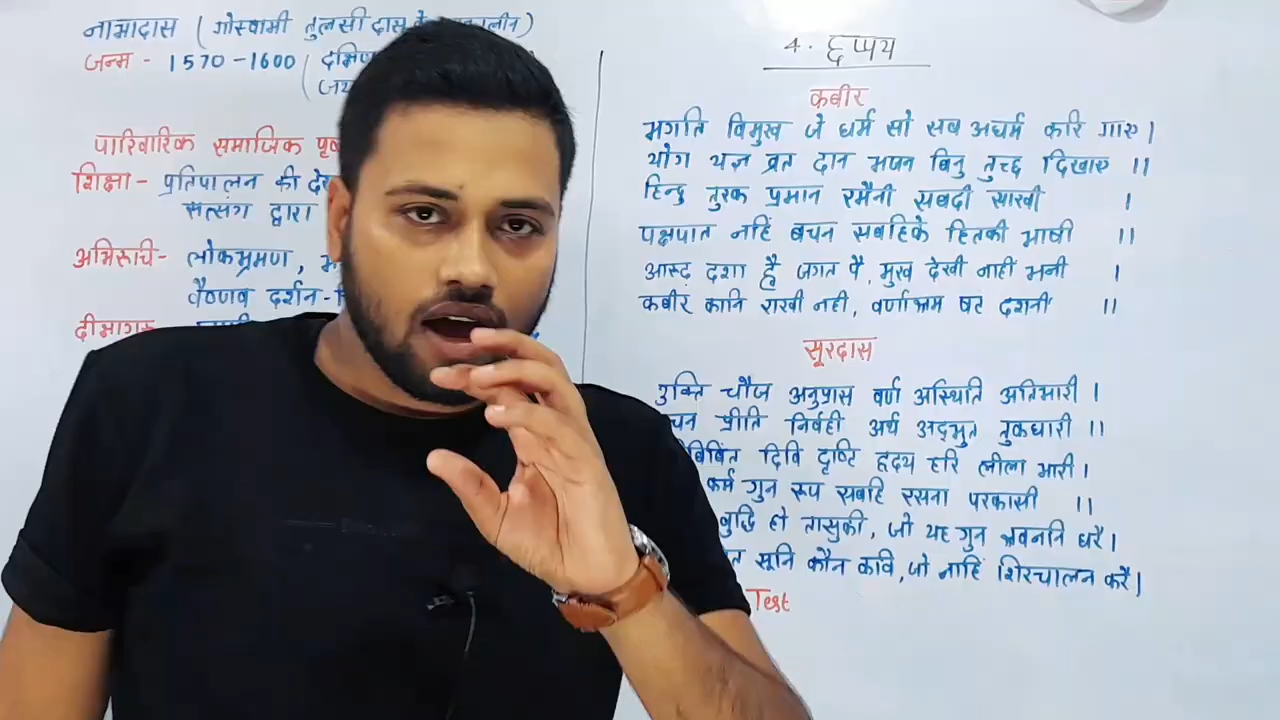 नाभादास ( गोस्वामी तुलसीदास के
जन्म - 1570-1600 ( दक्षिण
पारिवारिक समाजिक पृष्
शिक्षा - प्रतिपालन की
सत्संग द्वारा
अभिरूचि- लोकभ्रमण,
वैष्णव दर्शन-
4. छप्पय
कबीर
भगति विमुख जे धर्म सो सब अधर्म करि गाए |
योग यज्ञ व्रत दान भजन बिनु तुच्छ दिखाए ||
हिन्दु तुरक प्रमान रमैनी सबदी साखी |
पक्षपात नहिं बचन सबहिके हितकी भाषी ||
आरूढ़ दशा है जगत पै, मुख देखी नाहीं भनी |
कबीर कानि राखी नहीं, वर्णाश्रम षट दर्शनी ||
सूरदास
उक्ति चौज अनुप्रास वर्ण अस्थिति अतिभारी |
चन प्रीति निर्वही अर्थ अद्भुत तुकधारी ||
दिवि दृष्टि हृदय हरि लीला भासी |
कर्म गुन रूप सबहि रसना परकासी ||
बुद्धि हो तासुकी, जो यह गुन श्रवननि धरै |
त सूनि कौन कवि, जो नाहिं शिरचालन करै |
Test